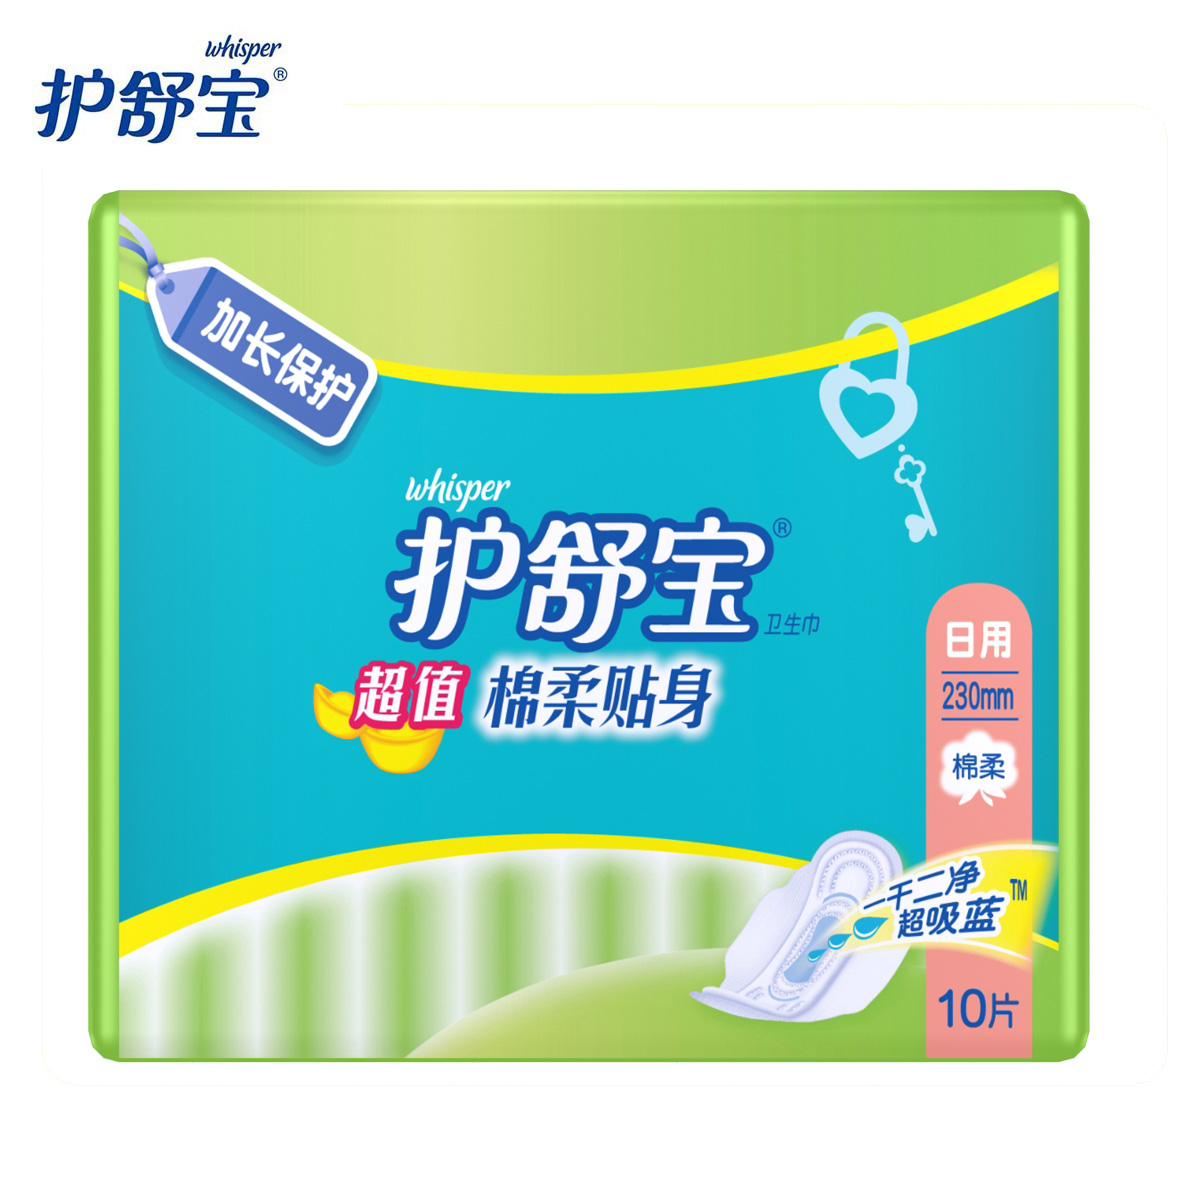 whisper
护舒宝®
加长保护
whisper
护舒宝®
卫生巾
超值 棉柔贴身
日用
230mm
棉柔
一干二净
超吸蓝™
10片